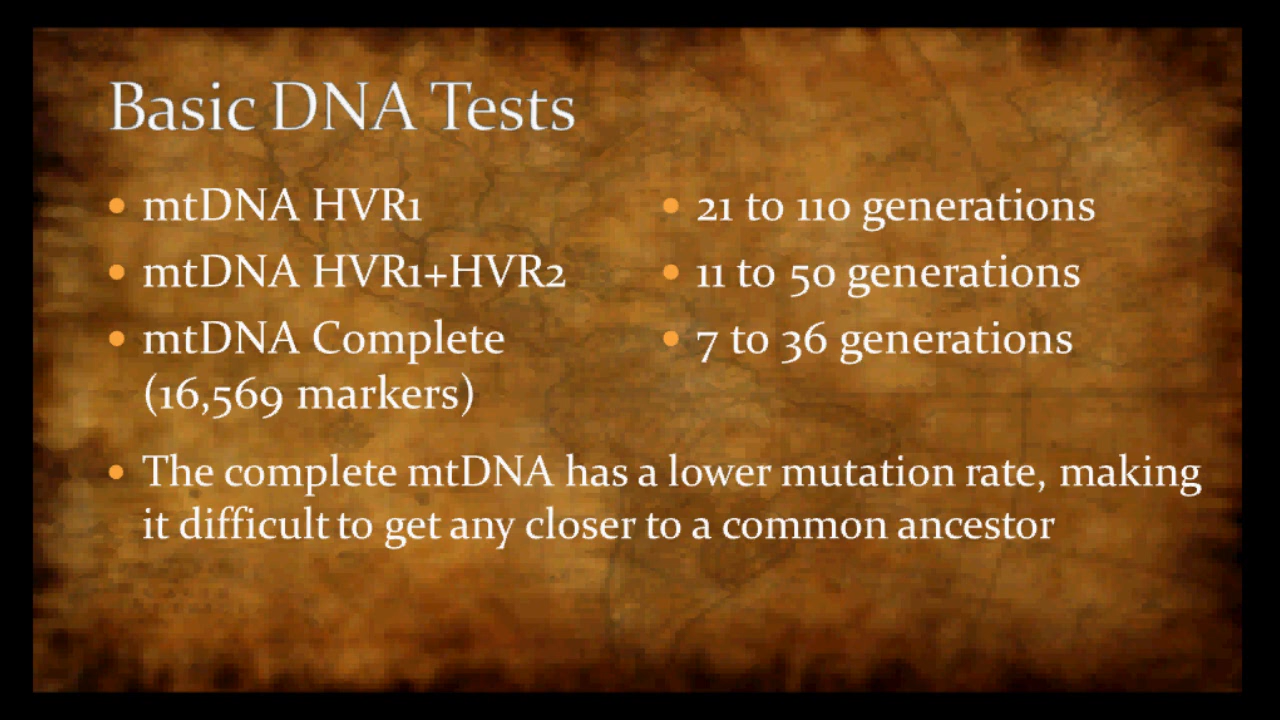 Basic DNA Tests
• mtDNA HVR1
• 21 to 110 generations
• mtDNA HVR1+HVR2
• 11 to 50 generations
• mtDNA Complete
• 7 to 36 generations
(16,569 markers)
• The complete mtDNA has a lower mutation rate, making
it difficult to get any closer to a common ancestor